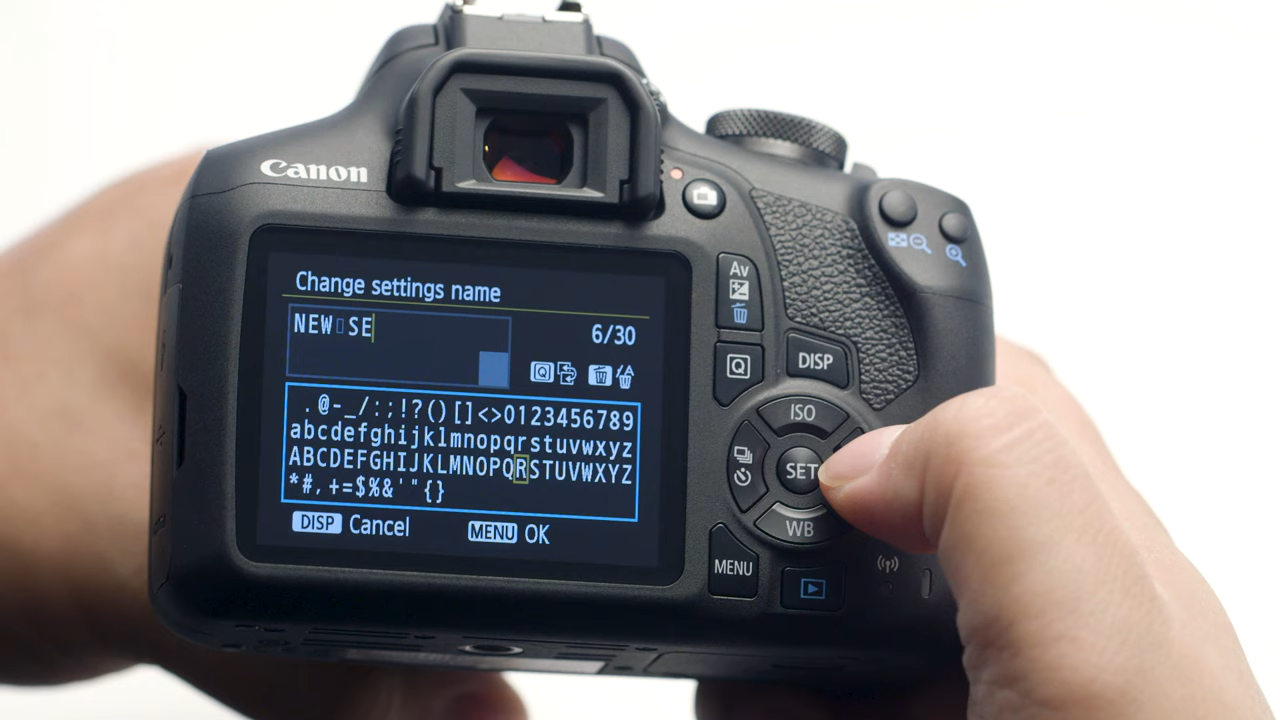 Canon
Change settings name
NEW▯SE
6/30
Q
.@-_/:;!?()[]<>0123456789
abcdefghijklmnopqrstuvwxyz
ABCDEFGHIJKLMNOPQRSTUVWXYZ
*#,+=$%&'"{}
DISP Cancel MENU OK
Av
Q
DISP
ISO
SET
WB
MENU